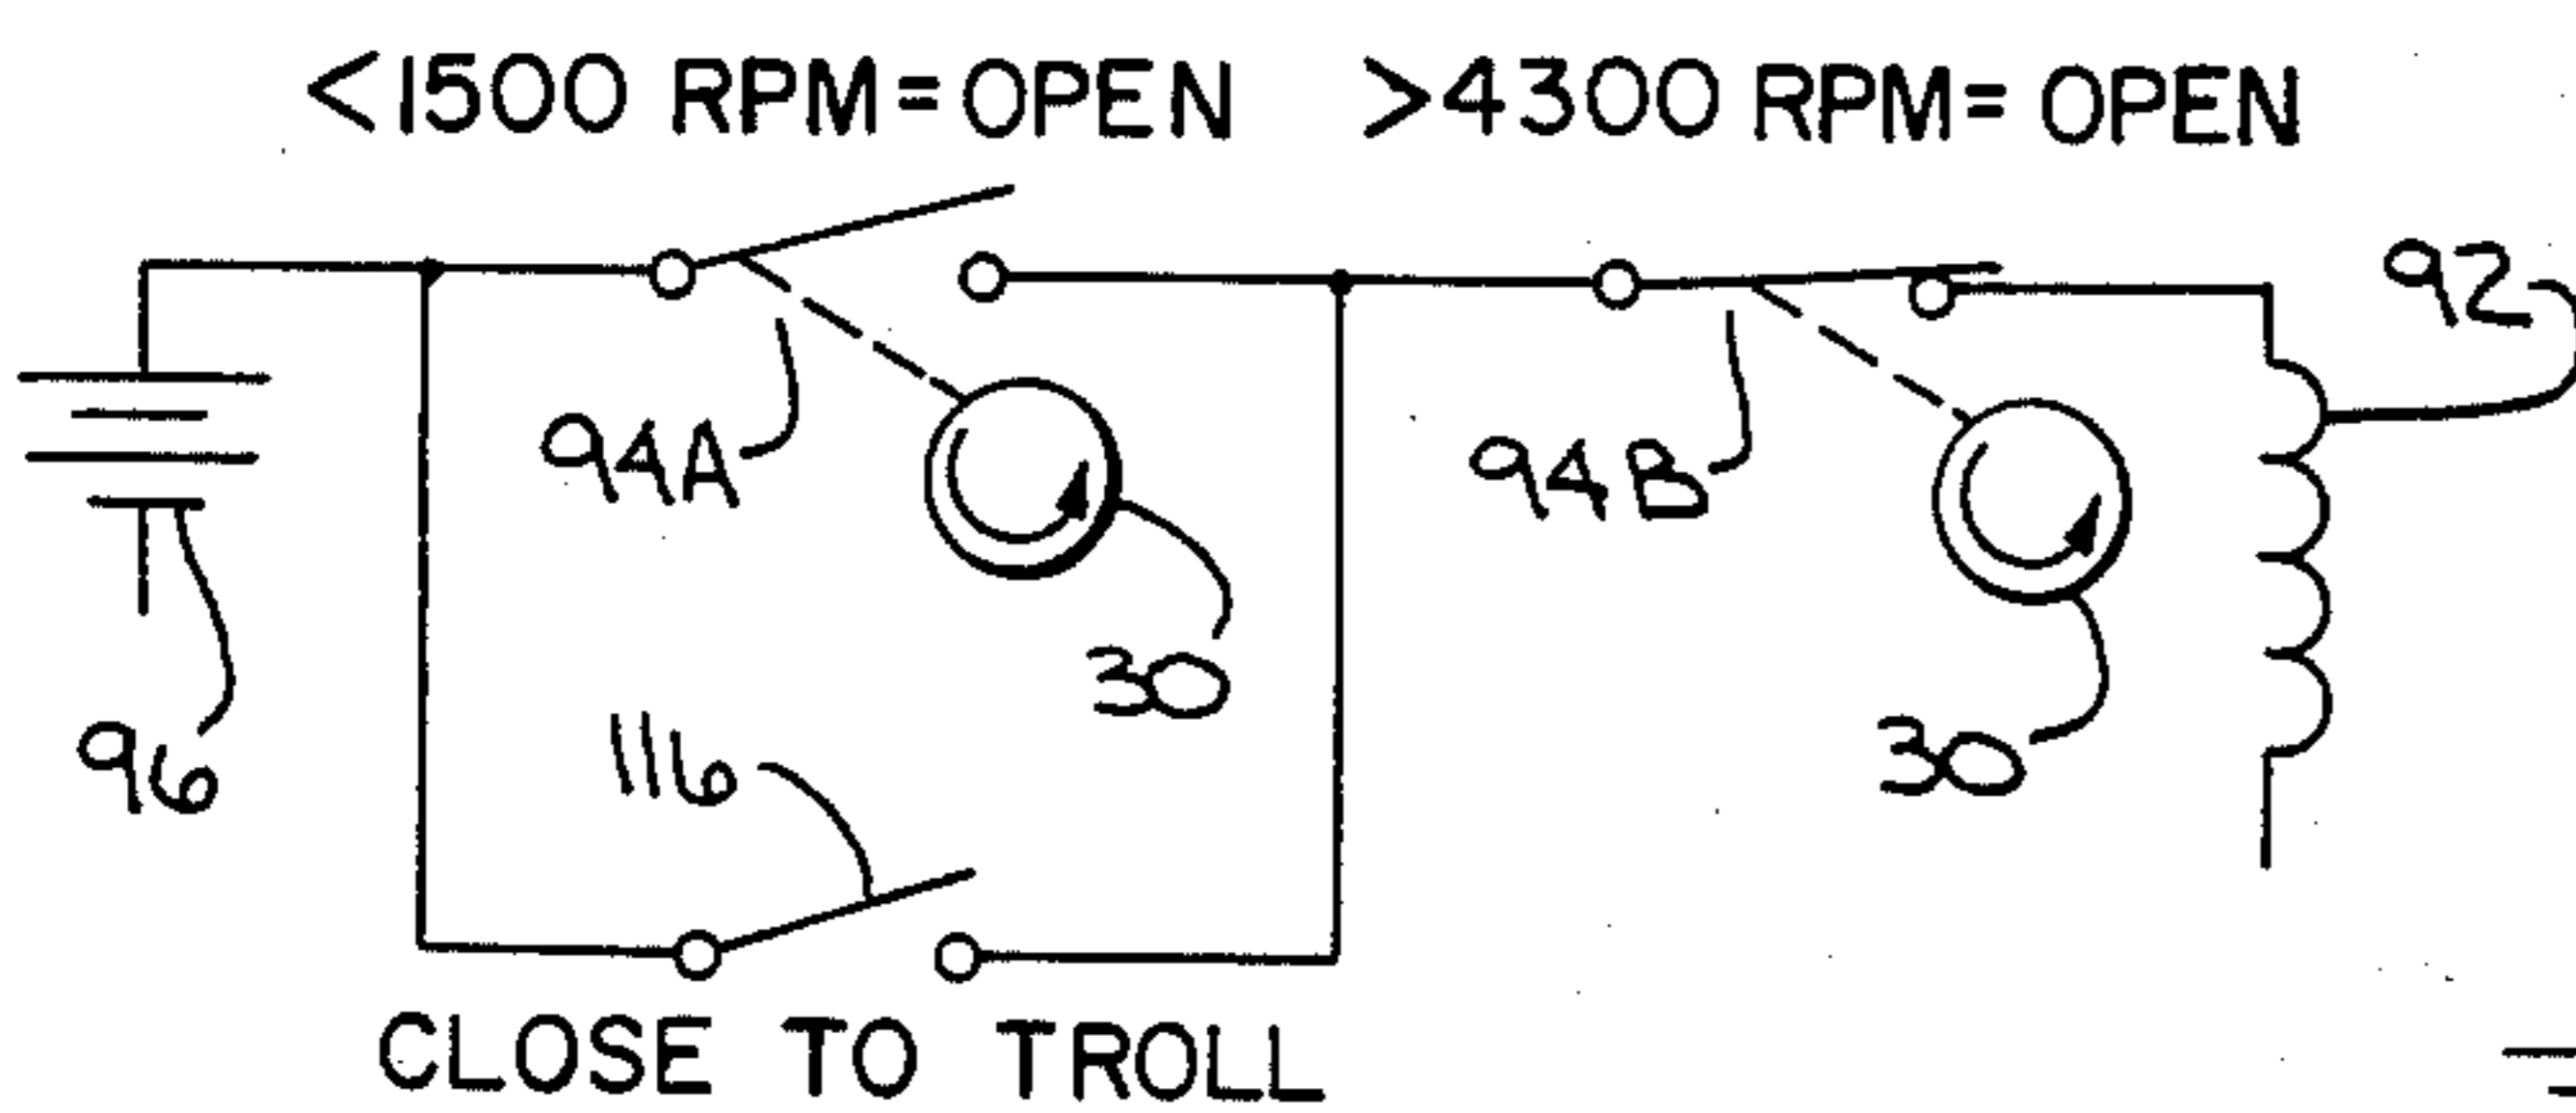 <1500 RPM=OPEN >4300 RPM= OPEN
92
94A
94B
30
96
116
30
CLOSE TO TROLL